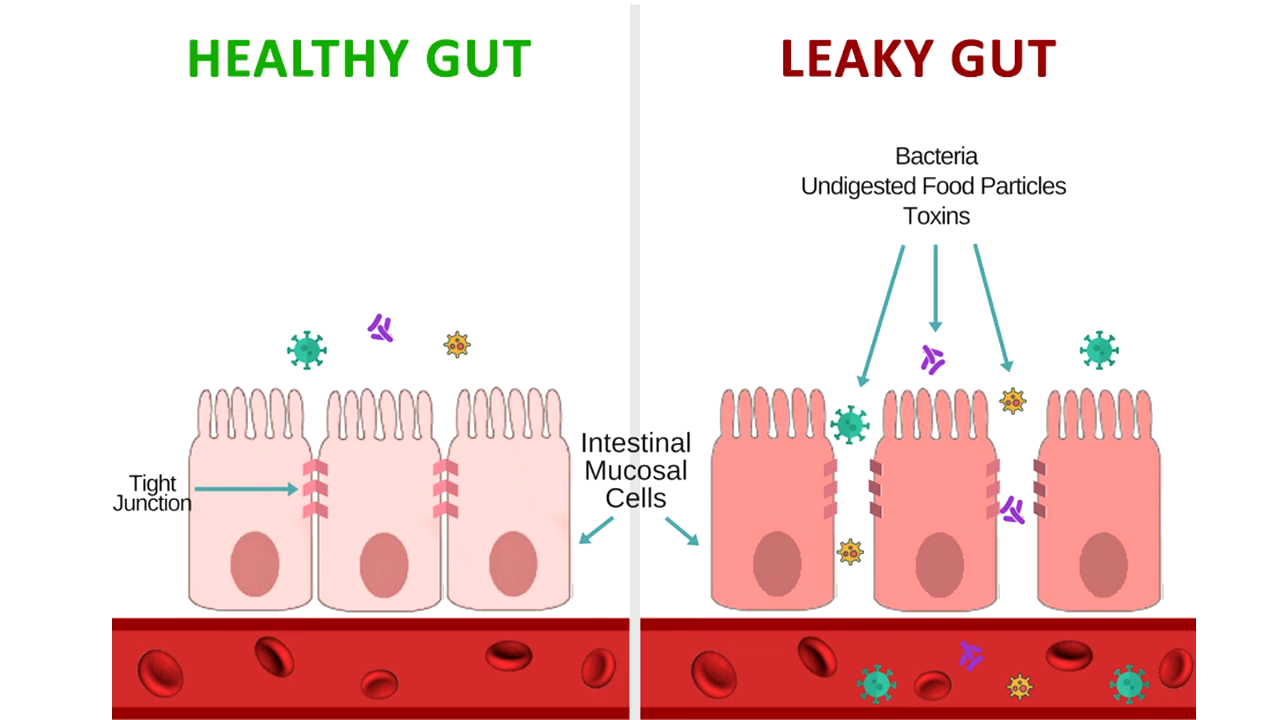 HEALTHY GUT
LEAKY GUT
Bacteria
Undigested Food Particles
Toxins
Tight
Junction
Intestinal
Mucosal
Cells